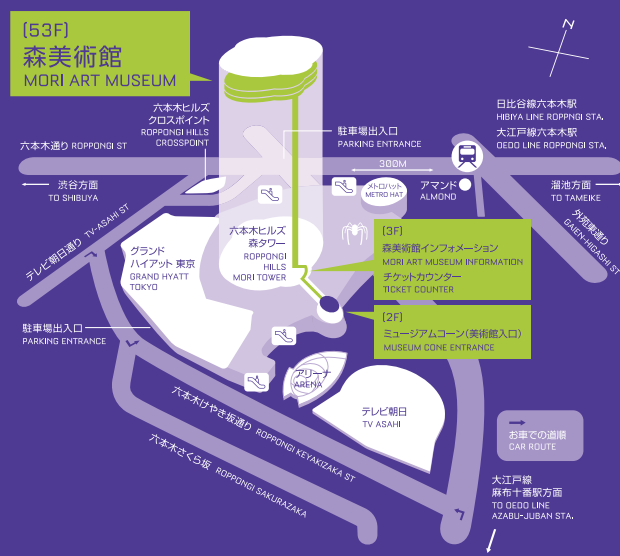 [53F]
森美術館
MORI ART MUSEUM
N
六本木ヒルズ
クロスポイント
ROPPONGI HILLS
CROSSPOINT
駐車場出入口
PARKING ENTRANCE
日比谷線六本木駅
HIBIYA LINE ROPPNGI STA.
大江戸線六本木駅
OEDO LINE ROPPONGI STA.
六本木通り ROPPONGI ST
300M
渋谷方面
TO SHIBUYA
メトロハット
METRO HAT
アマンド
ALMOND
溜池方面
TO TAMEIKE
テレビ朝日通り TV-ASAHI ST
外苑東通り
GAIEN-HIGASHI ST
グランド
ハイアット 東京
GRAND HYATT
TOKYO
六本木ヒルズ
森タワー
ROPPONGI
HILLS
MORI TOWER
[3F]
森美術館インフォメーション
MORI ART MUSEUM INFORMATION
チケットカウンター
TICKET COUNTER
[2F]
ミュージアムコーン(美術館入口)
MUSEUM CONE ENTRANCE
駐車場出入口
PARKING ENTRANCE
アリーナ
ARENA
テレビ朝日
TV ASAHI
六本木けやき坂通り ROPPONGI KEYAKIZAKA ST
六本木さくら坂 ROPPONGI SAKURAZAKA
お車での道順
CAR ROUTE
大江戸線
麻布十番駅方面
TO OEDO LINE
AZABU-JUBAN STA.